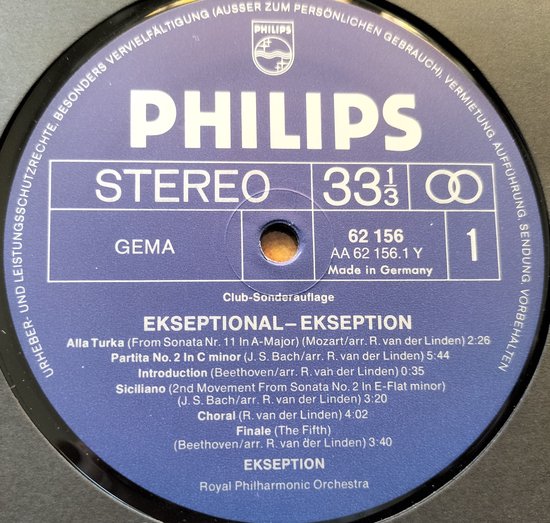 URHEBER- UND LEISTUNGSSCHUTZRECHTE, BESONDERS VERVIELFÄLTIGUNG (AUSSER ZUM PERSÖNLICHEN GEBRAUCH), VERMIETUNG AUFFÜHRUNG, SENDUNG, VORBEHALTEN
PHILIPS
PHILIPS
STEREO 33 1/3
GEMA
62 156
AA 62 156.1 Y
Made in Germany
1
Club-Sonderauflage
EKSEPTIONAL–EKSEPTION
Alla Turka (From Sonata Nr. 11 In A-Major) (Mozart/arr. R. van der Linden) 2:26
Partita No. 2 In C minor (J. S. Bach/arr. R. van der Linden) 5:44
Introduction (Beethoven/arr. R. van der Linden) 0:35
Siciliano (2nd Movement From Sonata No. 2 In E-Flat minor)
(J. S. Bach/arr. R. van der Linden) 3:20
Choral (R. van der Linden) 4:02
Finale (The Fifth)
(Beethoven/arr. R. van der Linden) 3:40
EKSEPTION
Royal Philharmonic Orchestra